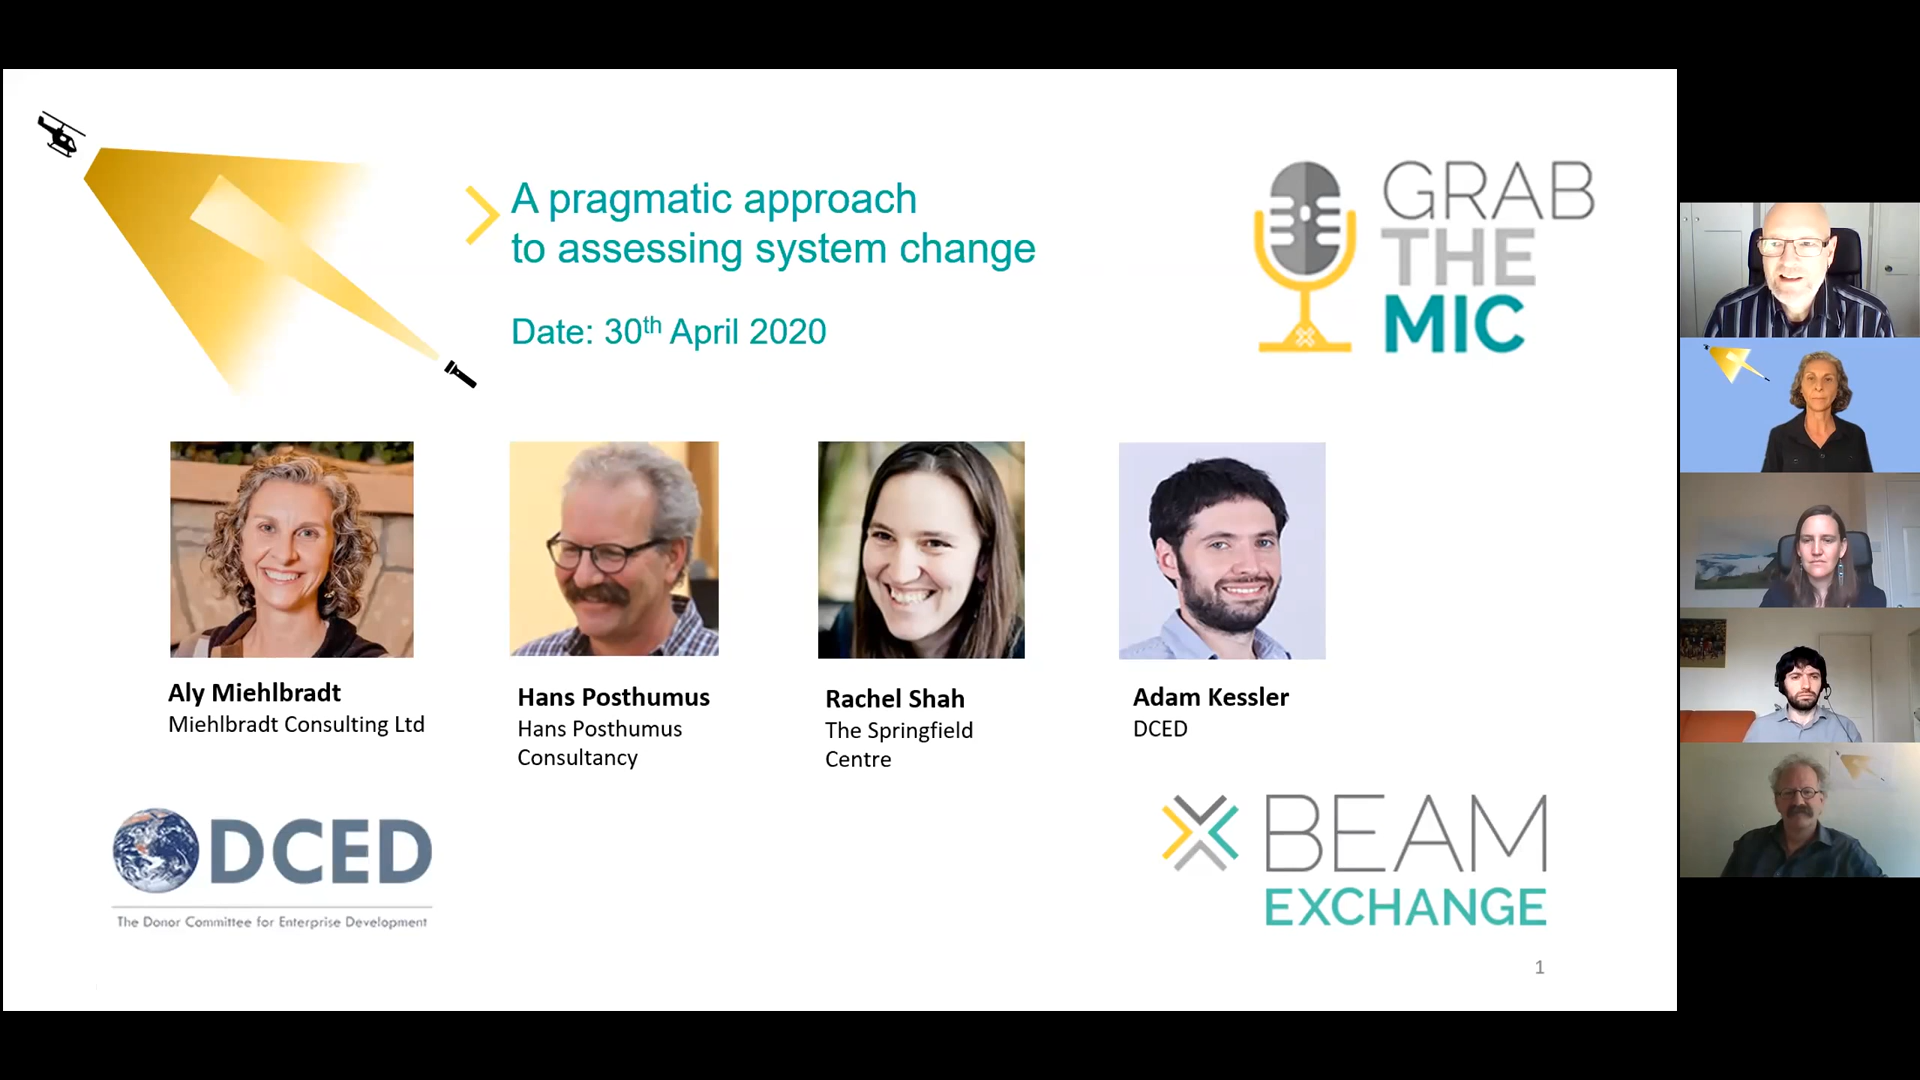 A pragmatic approach
to assessing system change
Date: 30th April 2020
GRAB
THE
MIC
Aly Miehlbradt
Miehlbradt Consulting Ltd
Hans Posthumus
Hans Posthumus
Consultancy
Rachel Shah
The Springfield
Centre
Adam Kessler
DCED
DCED
The Donor Committee for Enterprise Development
BEAM
EXCHANGE
1